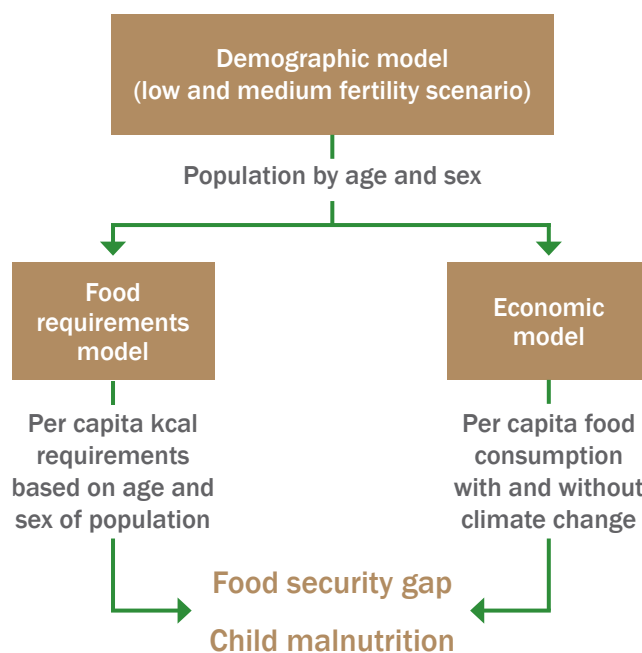 Demographic model
(low and medium fertility scenario)
Population by age and sex
Food
requirements
model
Economic
model
Per capita kcal
requirements
based on age and
sex of population
Per capita food
consumption
with and without
climate change
Food security gap
Child malnutrition